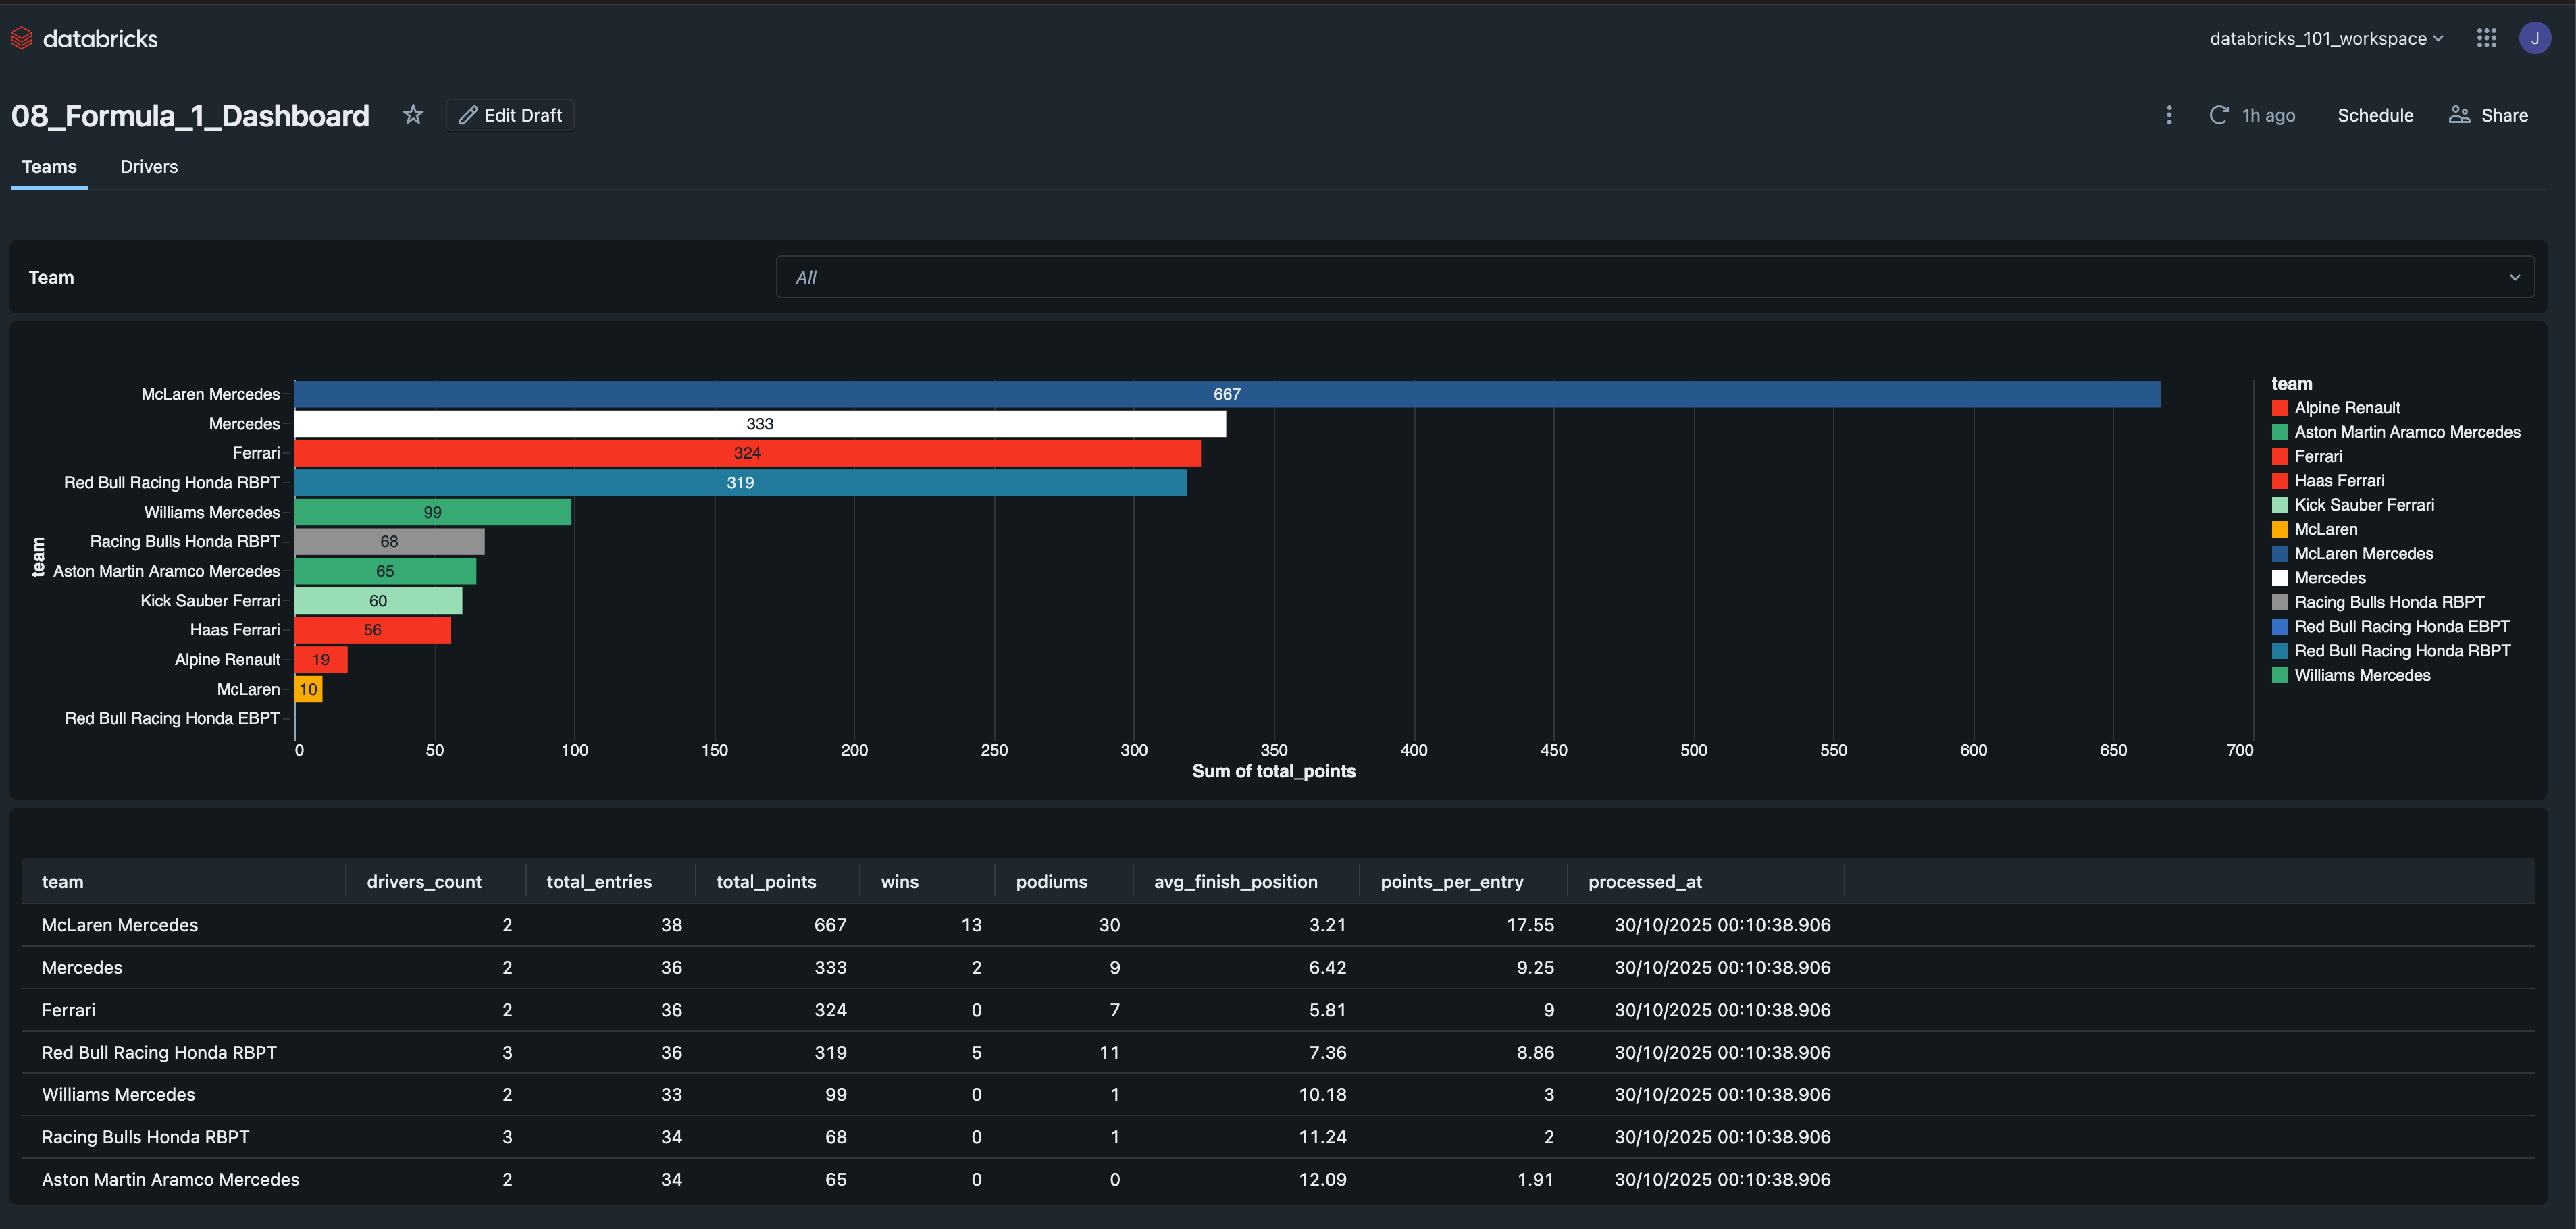 databricks
databricks_101_workspace
J
08_Formula_1_Dashboard
Edit Draft
1h ago
Schedule
Share
Teams
Drivers
Team
All
McLaren Mercedes
667
Mercedes
333
Ferrari
324
Red Bull Racing Honda RBPT
319
Williams Mercedes
99
Racing Bulls Honda RBPT
68
Aston Martin Aramco Mercedes
65
Kick Sauber Ferrari
60
Haas Ferrari
56
Alpine Renault
19
McLaren
10
Red Bull Racing Honda EBPT
team
0 50 100 150 200 250 300 350 400 450 500 550 600 650 700
Sum of total_points
team
Alpine Renault
Aston Martin Aramco Mercedes
Ferrari
Haas Ferrari
Kick Sauber Ferrari
McLaren
McLaren Mercedes
Mercedes
Racing Bulls Honda RBPT
Red Bull Racing Honda EBPT
Red Bull Racing Honda RBPT
Williams Mercedes
team drivers_count total_entries total_points wins podiums avg_finish_position points_per_entry processed_at
McLaren Mercedes 2 38 667 13 30 3.21 17.55 30/10/2025 00:10:38.906
Mercedes 2 36 333 2 9 6.42 9.25 30/10/2025 00:10:38.906
Ferrari 2 36 324 0 7 5.81 9 30/10/2025 00:10:38.906
Red Bull Racing Honda RBPT 3 36 319 5 11 7.36 8.86 30/10/2025 00:10:38.906
Williams Mercedes 2 33 99 0 1 10.18 3 30/10/2025 00:10:38.906
Racing Bulls Honda RBPT 3 34 68 0 1 11.24 2 30/10/2025 00:10:38.906
Aston Martin Aramco Mercedes 2 34 65 0 0 12.09 1.91 30/10/2025 00:10:38.906